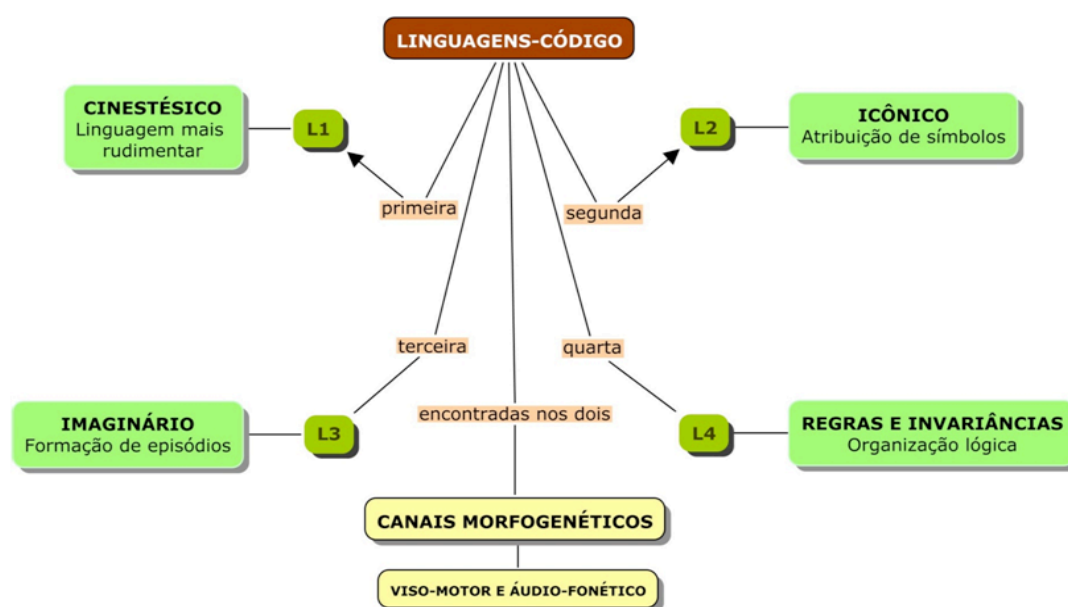 LINGUAGENS-CÓDIGO
CINESTÉSICO
Linguagem mais
rudimentar
L1
L2
ICÔNICO
Atribuição de símbolos
primeira
segunda
terceira
quarta
encontradas nos dois
IMAGINÁRIO
Formação de episódios
L3
L4
REGRAS E INVARIÂNCIAS
Organização lógica
CANAIS MORFOGENÉTICOS
VISO-MOTOR E ÁUDIO-FONÉTICO